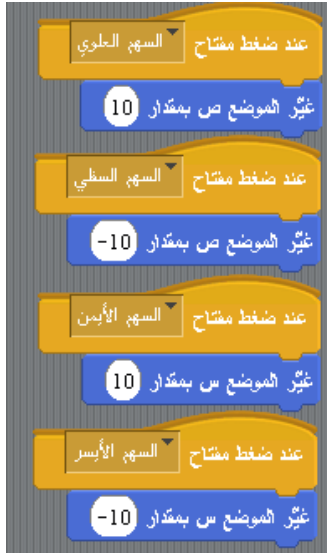 عند ضغط مفتاح السهم العلوي
غيّر الموضع ص بمقدار 10
عند ضغط مفتاح السهم السفلي
غيّر الموضع ص بمقدار 10-
عند ضغط مفتاح السهم الأيمن
غيّر الموضع س بمقدار 10
عند ضغط مفتاح السهم الأيسر
غيّر الموضع س بمقدار 10-